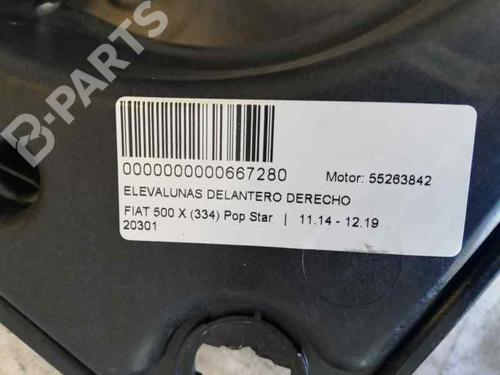 B-PARTS
0000000000667280 Motor: 55263842
ELEVALUNAS DELANTERO DERECHO
FIAT 500 X (334) Pop Star | 11.14 - 12.19
20301